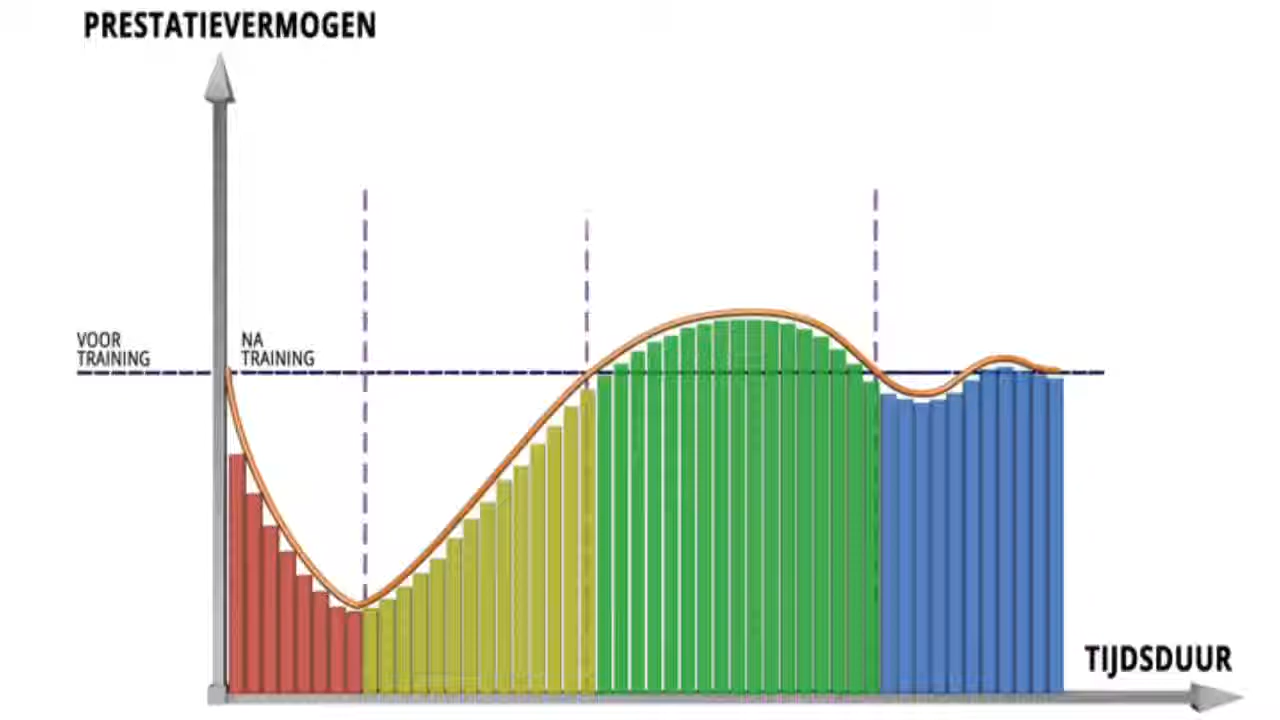 PRESTATIEVERMOGEN
VOOR
TRAINING
NA
TRAINING
TIJDSDUUR